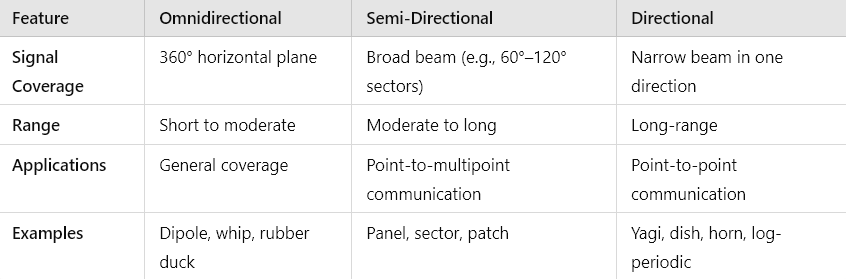 Feature Omnidirectional Semi-Directional Directional
Signal Coverage 360° horizontal plane Broad beam (e.g., 60°–120° sectors) Narrow beam in one direction
Range Short to moderate Moderate to long Long-range
Applications General coverage Point-to-multipoint communication Point-to-point communication
Examples Dipole, whip, rubber duck Panel, sector, patch Yagi, dish, horn, log-periodic